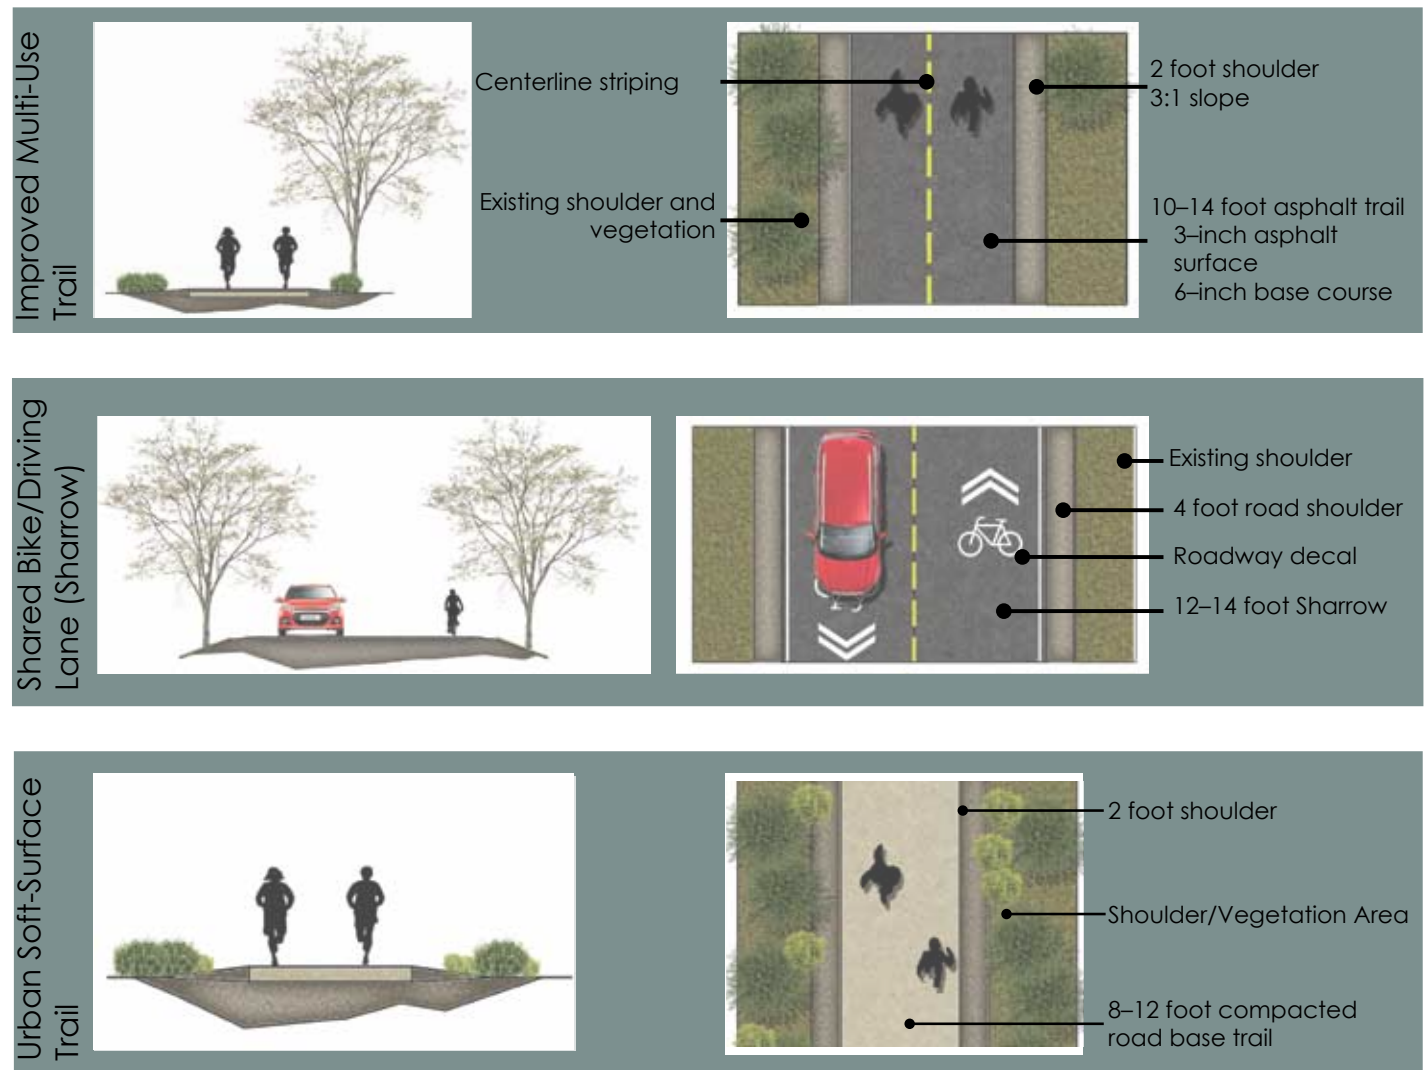 Improved Multi-Use
Trail
Centerline striping
Existing shoulder and
vegetation
2 foot shoulder
3:1 slope
10–14 foot asphalt trail
3–inch asphalt
surface
6–inch base course
Shared Bike/Driving
Lane (Sharrow)
Existing shoulder
4 foot road shoulder
Roadway decal
12–14 foot Sharrow
Urban Soft-Surface
Trail
2 foot shoulder
Shoulder/Vegetation Area
8–12 foot compacted
road base trail